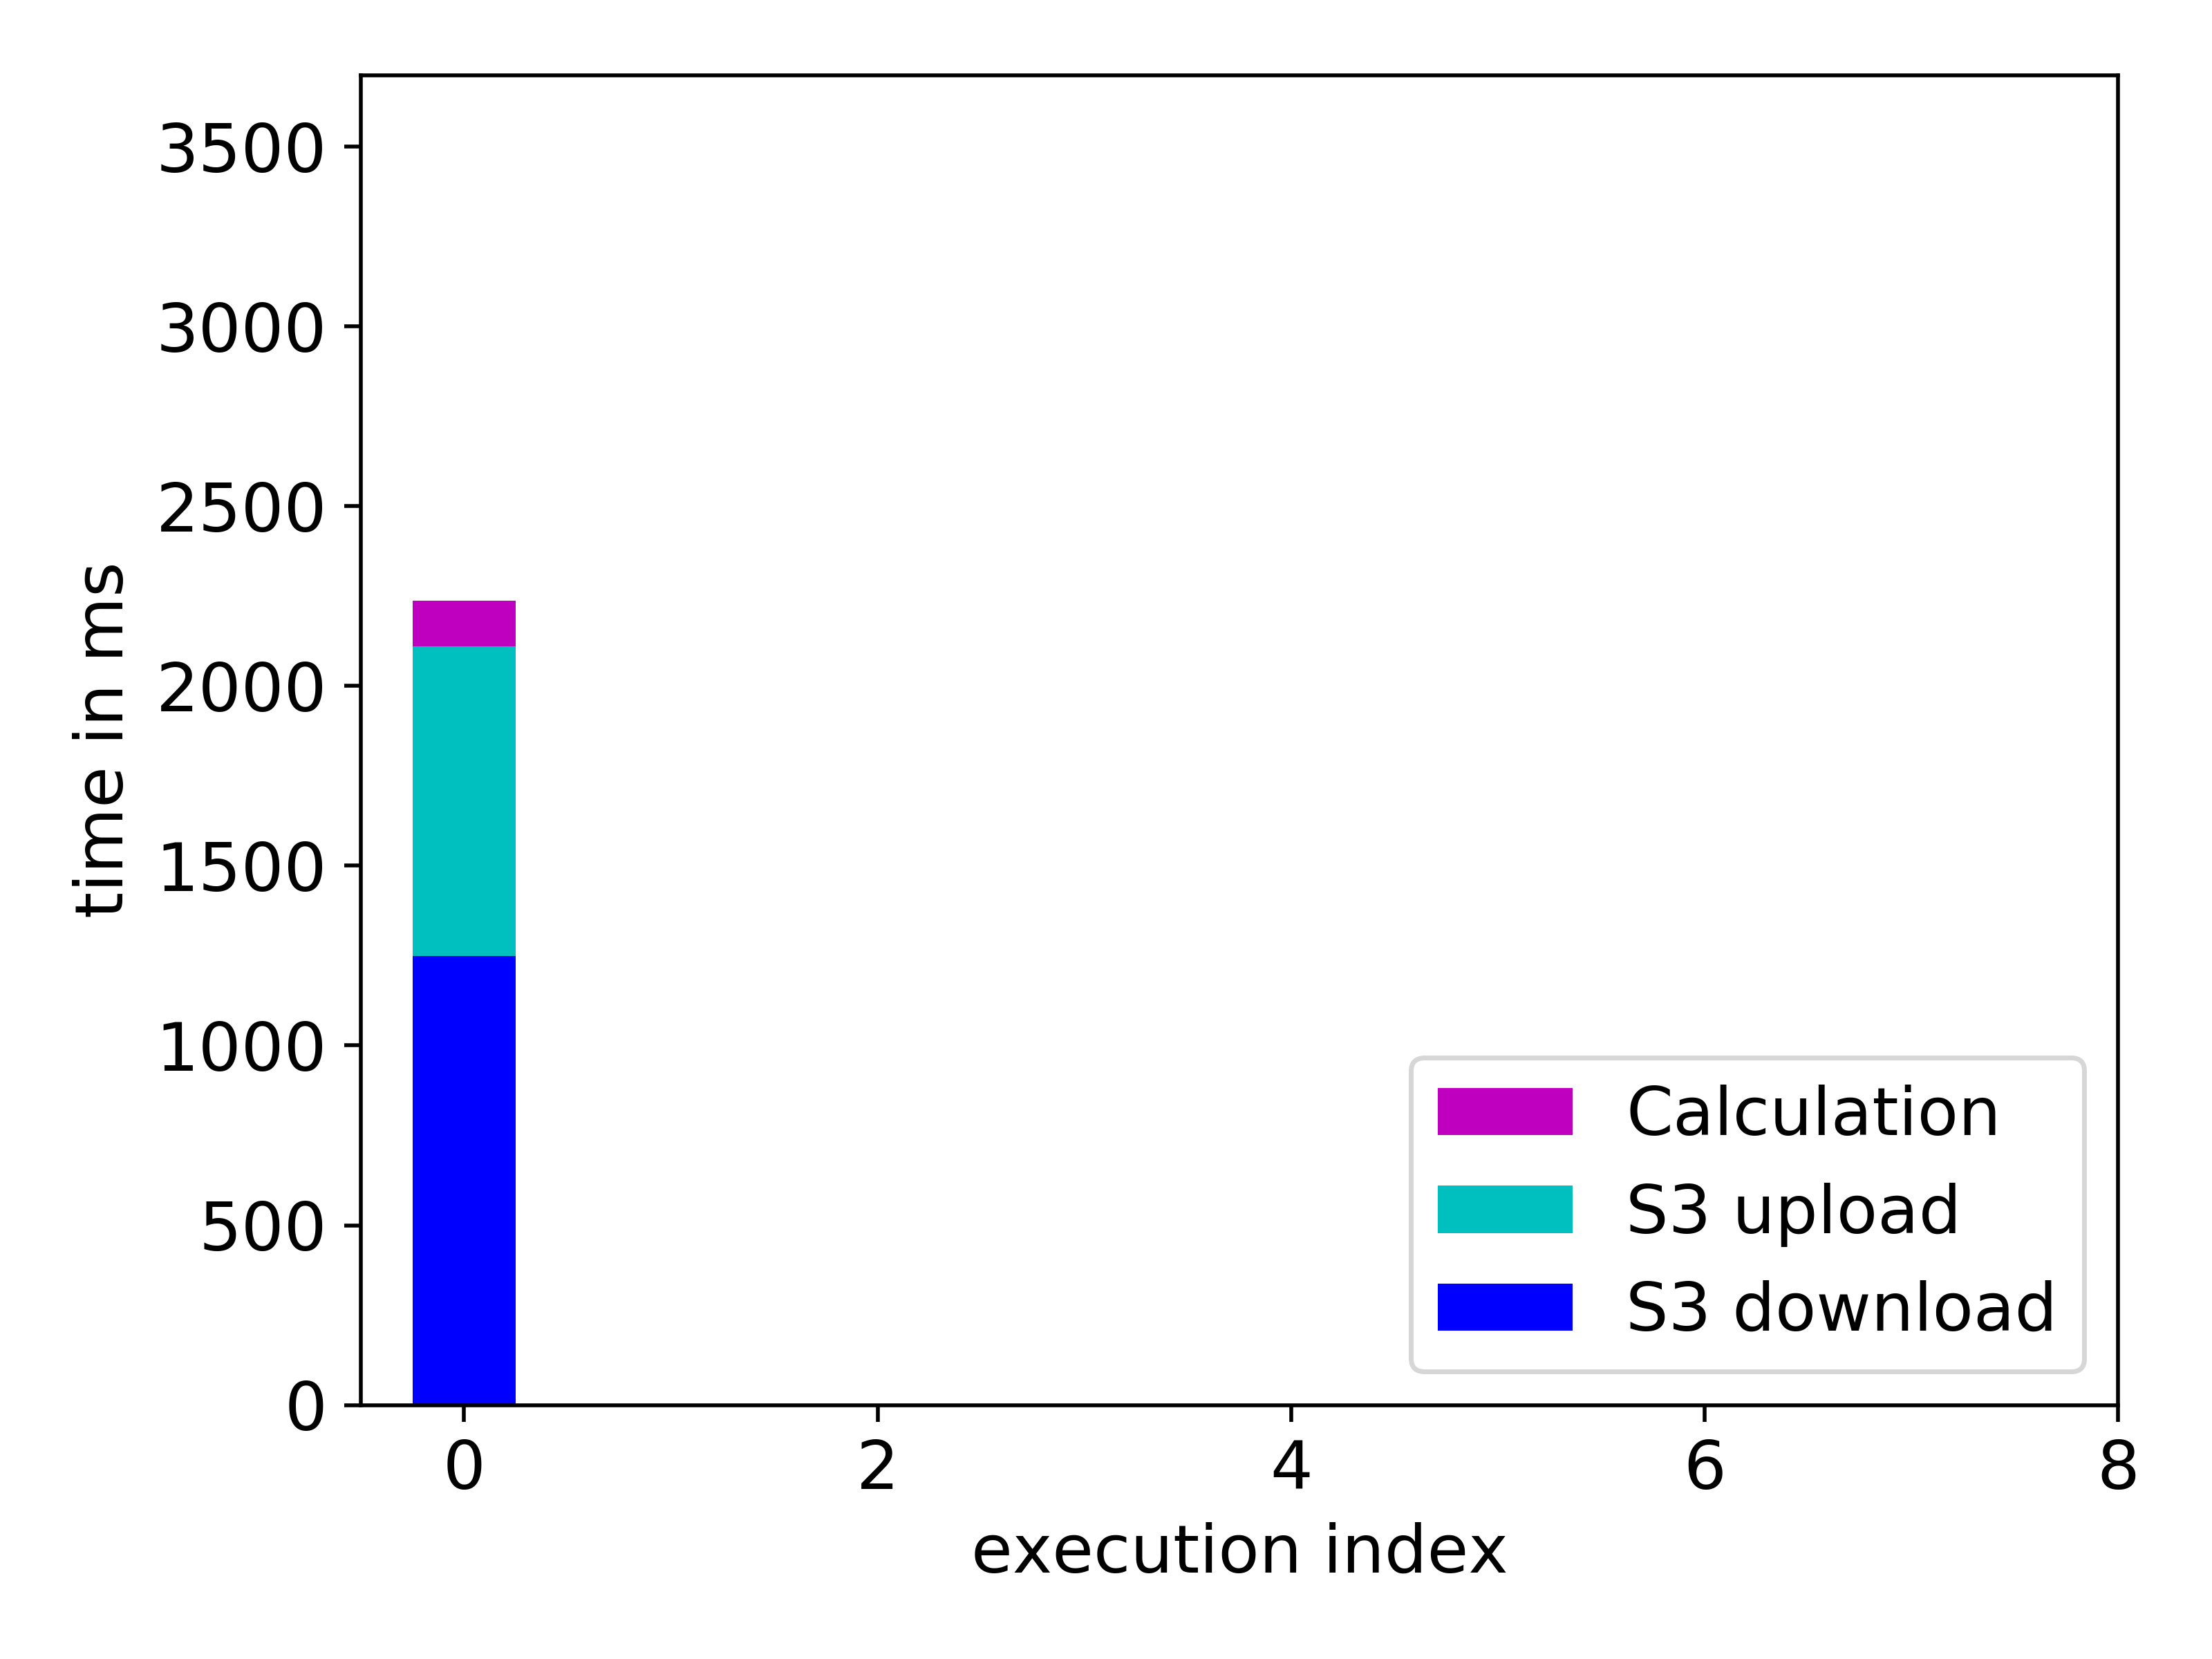 3500
3000
2500
2000
1500
1000
500
0
time in ms
Calculation
S3 upload
S3 download
0 2 4 6 8
execution index